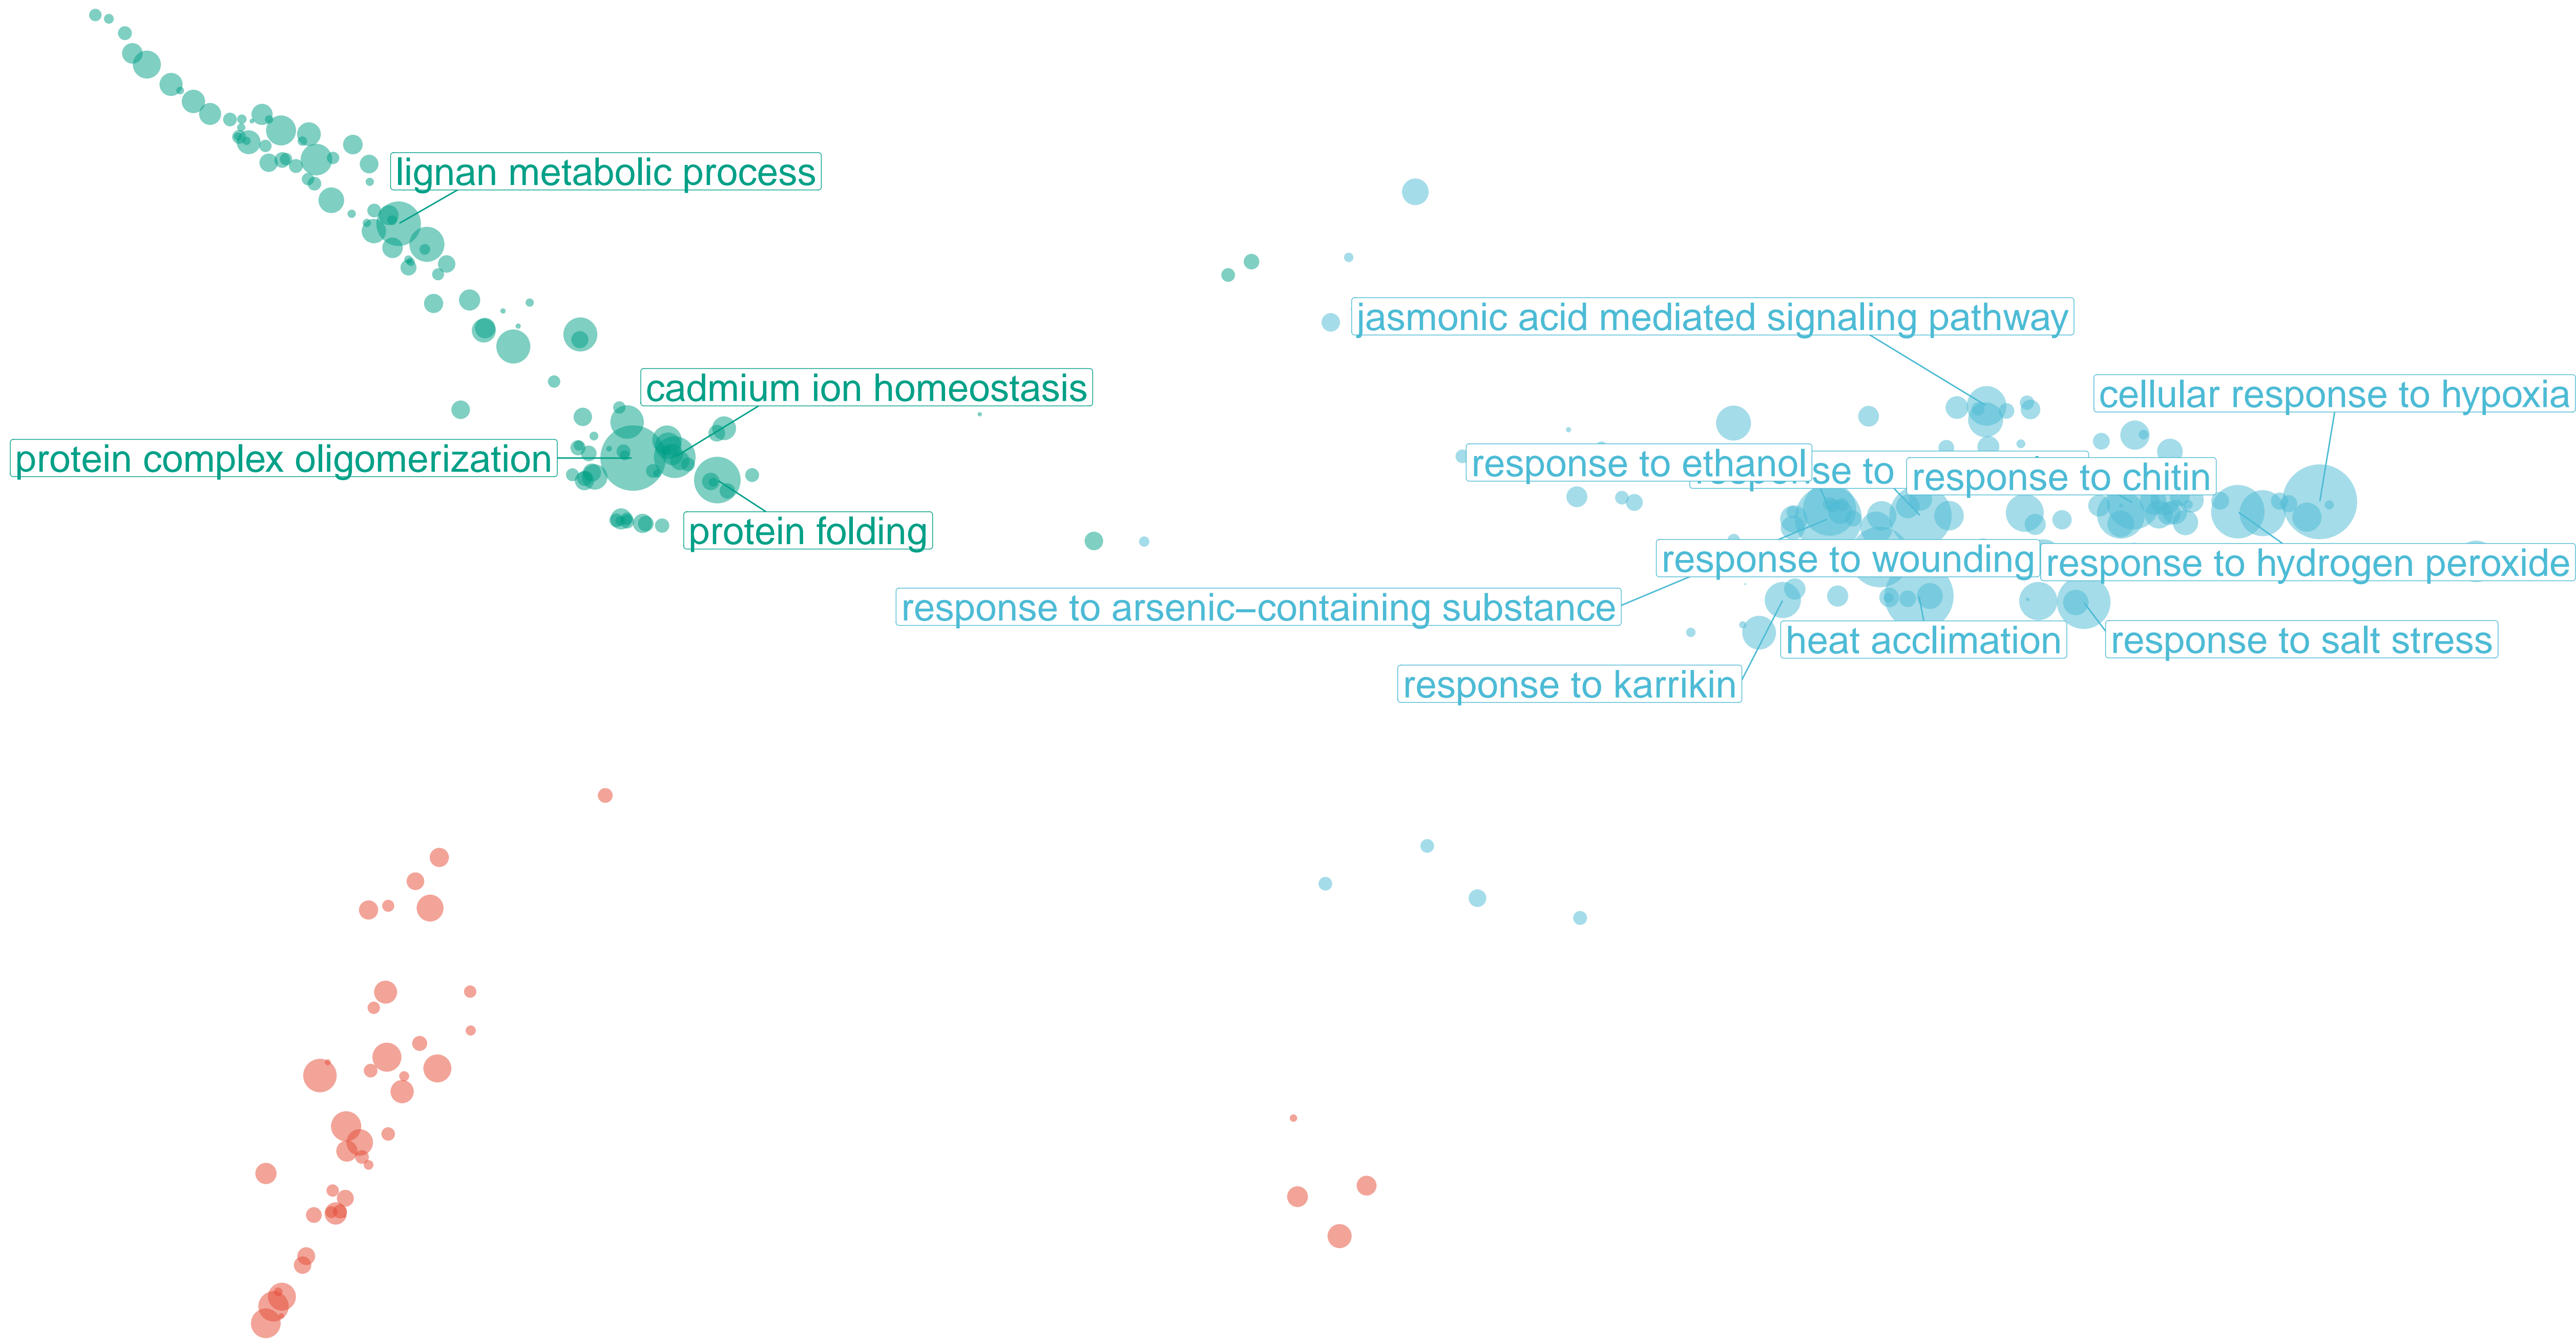 lignan metabolic process
jasmonic acid mediated signaling pathway
cadmium ion homeostasis
cellular response to hypoxia
protein complex oligomerization
response to ethanol
se to
response to chitin
protein folding
response to wounding
response to hydrogen peroxide
response to arsenic−containing substance
heat acclimation
response to salt stress
response to karrikin